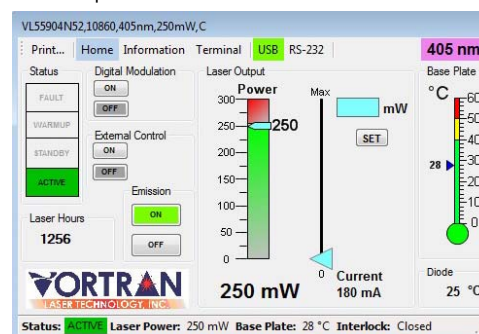 VL55904N52,10860,405nm,250mW,C
Print... Home Information Terminal USB RS-232 405 nm
Status
FAULT
WARMUP
STANDBY
ACTIVE
Laser Hours
1256
Digital Modulation
ON
OFF
External Control
ON
OFF
Emission
ON
OFF
Laser Output
Power
300
250
200
150
100
50
0
250
250 mW
Max
0
mW
SET
Current
180 mA
Base Plate
°C
60
50
40
30
20
10
0
28
Diode
25 °C
VORTRAN
LASER TECHNOLOGY, INC.
Status: ACTIVE Laser Power: 250 mW Base Plate: 28 °C Interlock: Closed